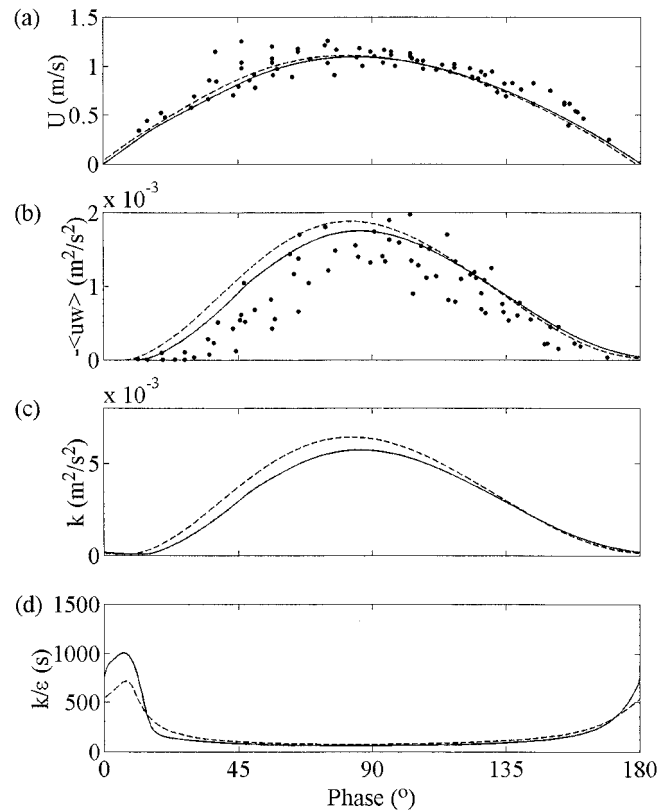 (a)
1.5
1
0.5
0
U (m/s)
x 10⁻³
(b)
2
1
0
-<uw> (m²/s²)
x 10⁻³
(c)
5
0
k (m²/s²)
(d)
1500
1000
500
0
k/ε (s)
0 45 90 135 180
Phase (º)